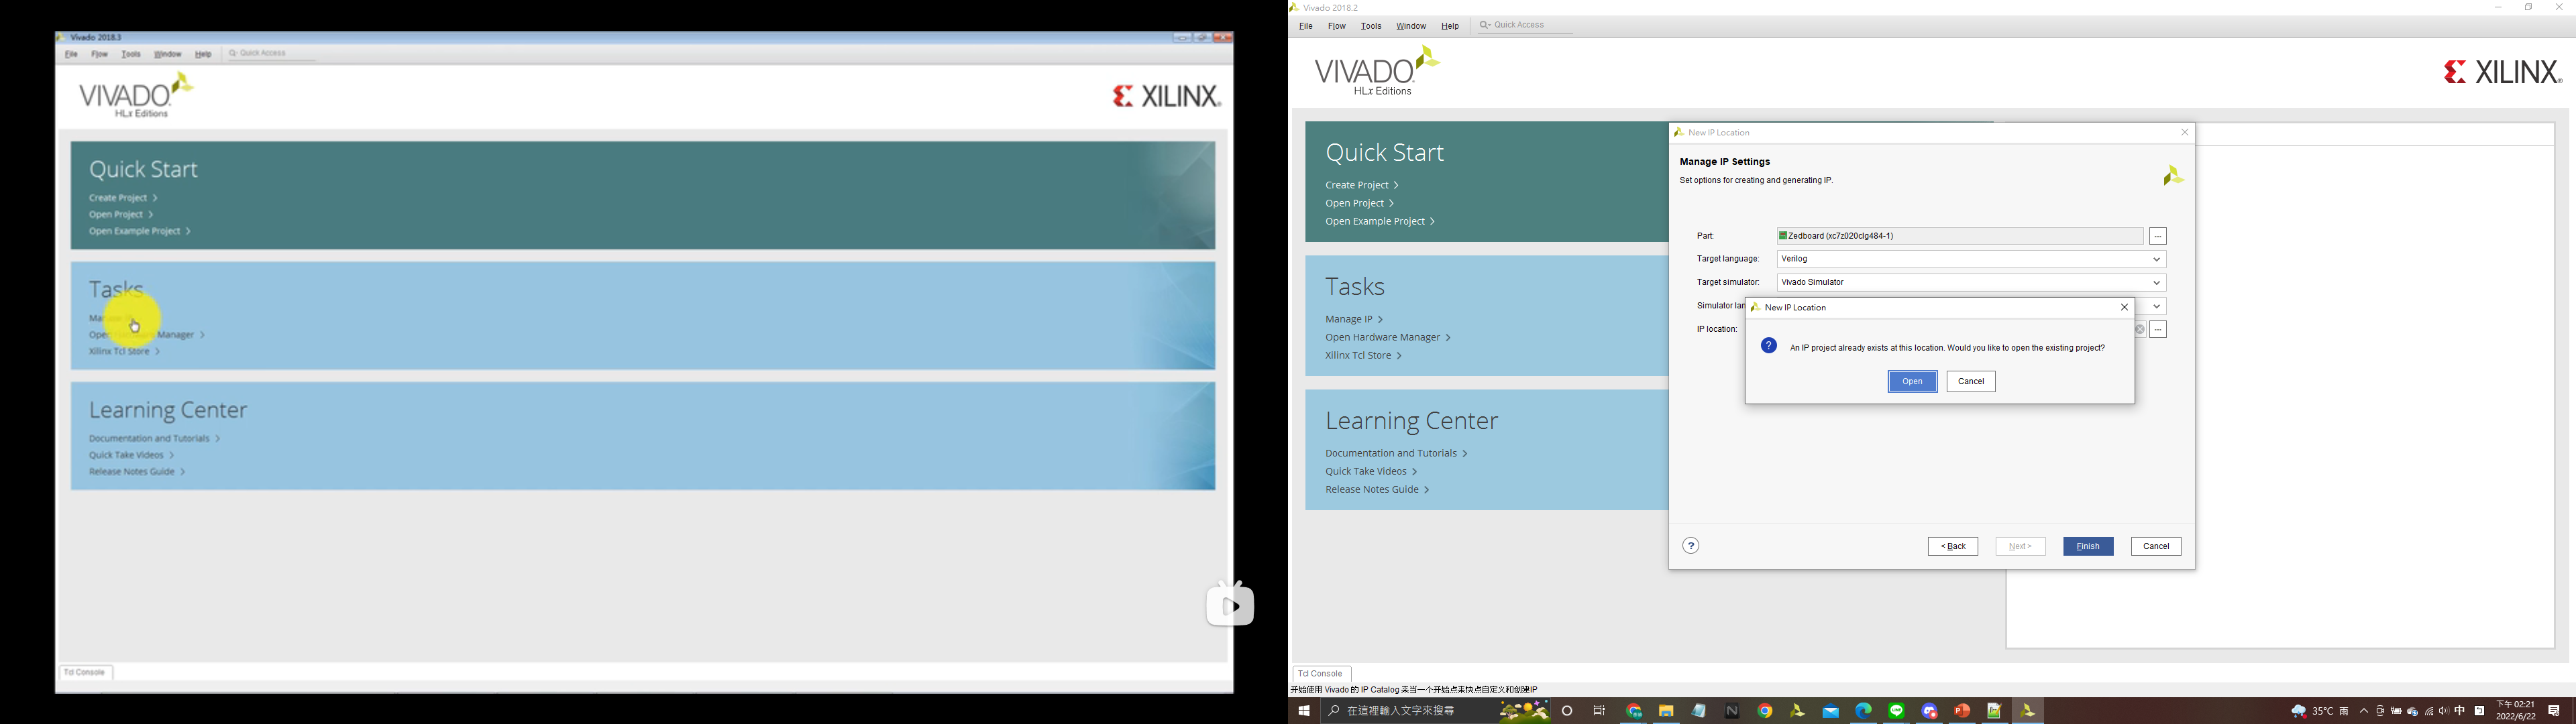 Vivado 2018.3
File Flow Tools Window Help Quick Access
VIVADO
HLx Editions
XILINX
Quick Start
Create Project >
Open Project >
Open Example Project >
Tasks
Open Manager >
Xilinx Tcl Store >
Learning Center
Documentation and Tutorials >
Quick Take Videos >
Release Notes Guide >
Tcl Console
Vivado 2018.2
File Flow Tools Window Help Quick Access
VIVADO
HLx Editions
XILINX
Quick Start
Create Project >
Open Project >
Open Example Project >
Tasks
Manage IP >
Open Hardware Manager >
Xilinx Tcl Store >
Learning Center
Documentation and Tutorials >
Quick Take Videos >
Release Notes Guide >
New IP Location
Manage IP Settings
Set options for creating and generating IP.
Part:
Zedboard (xc7z020clg484-1)
Target language:
Verilog
Target simulator:
Vivado Simulator
Simulator lan
IP location:
New IP Location
An IP project already exists at this location. Would you like to open the existing project?
Open Cancel
? < Back Next > Finish Cancel
Tcl Console
开始使用 Vivado 的 IP Catalog 来当一个开始点来快点自定义和创建IP
在這裡輸入文字來搜尋
35°C 雨
中
下午 02:21
2022/6/22